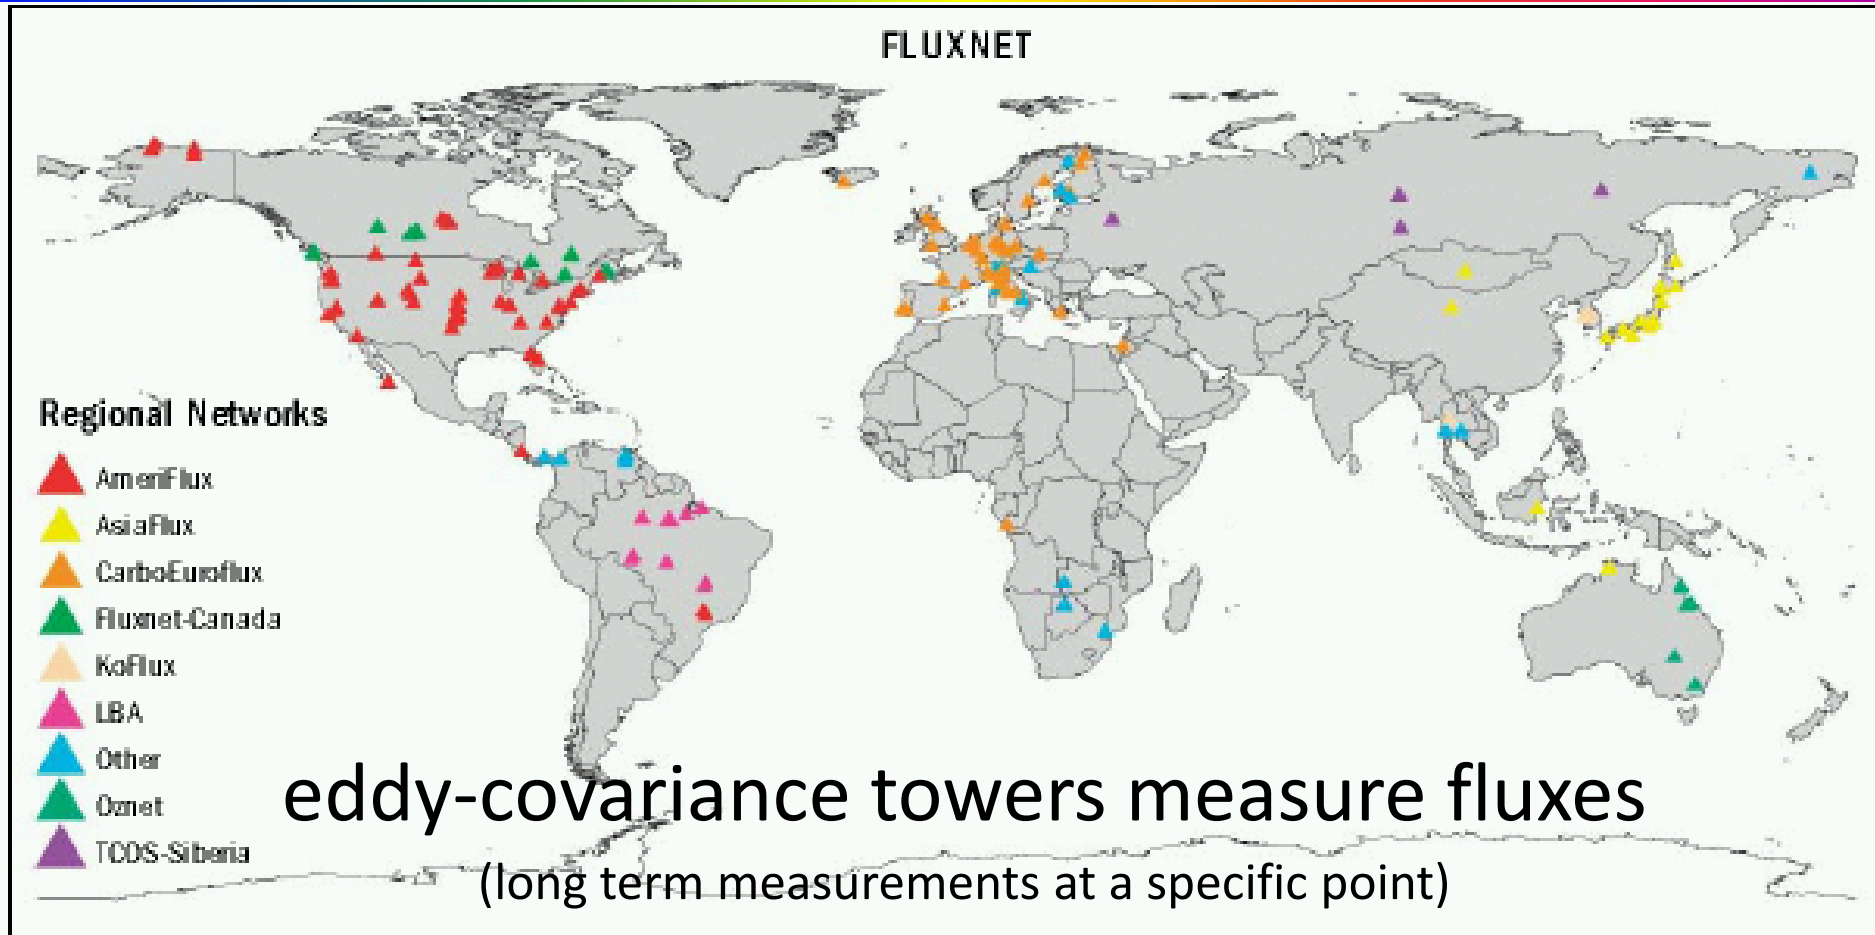 FLUXNET
Regional Networks
AmeriFlux
AsiaFlux
CarboEuroflux
Fluxnet-Canada
KoFlux
LBA
Other
Oznet
TCOS-Siberia
eddy-covariance towers measure fluxes
(long term measurements at a specific point)